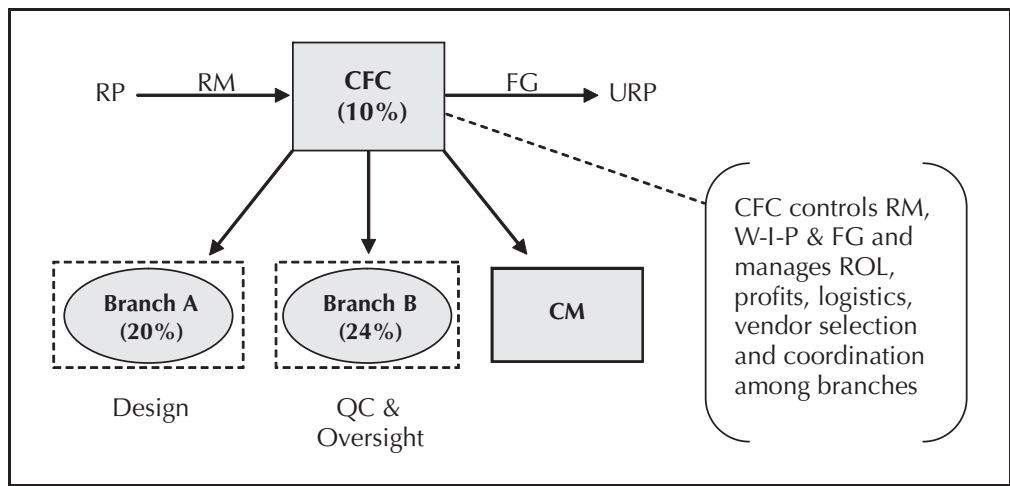 RP
RM
CFC
(10%)
FG
URP
CFC controls RM,
W-I-P & FG and
manages ROL,
profits, logistics,
vendor selection
and coordination
among branches
Branch A
(20%)
Branch B
(24%)
CM
Design
QC &
Oversight